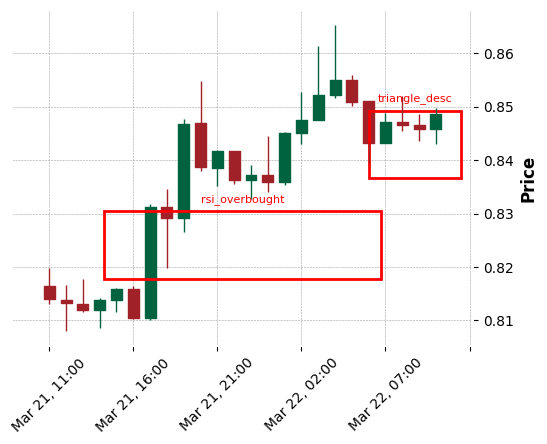 0.86
triangle_desc
0.85
0.84
Price
rsi_overbought
0.83
0.82
0.81
Mar 21, 11:00
Mar 21, 16:00
Mar 21, 21:00
Mar 22, 02:00
Mar 22, 07:00